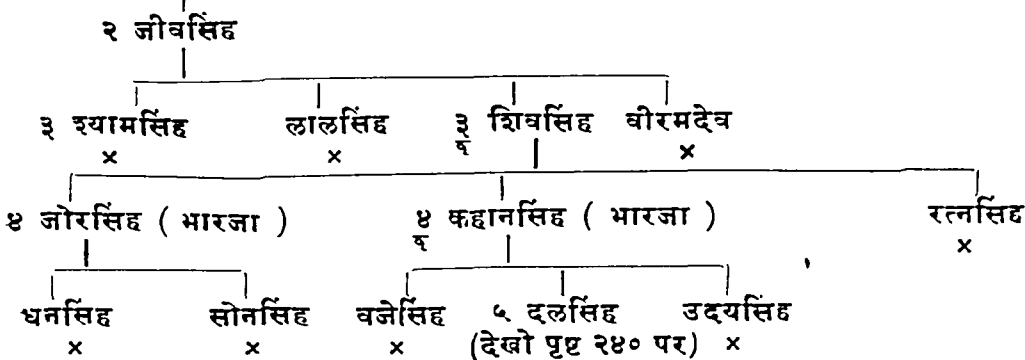 २ जीवसिंह
३ श्यामसिंह लालसिंह ३ शिवसिंह वीरमदेव
× × व ×
४ जोरसिंह ( भारजा ) ४ कहानसिंह ( भारजा ) रत्नसिंह
व ×
धनसिंह सोनसिंह वजेसिंह ५ दलसिंह उदयसिंह
× × × (देखो पृष्ट २४० पर) ×